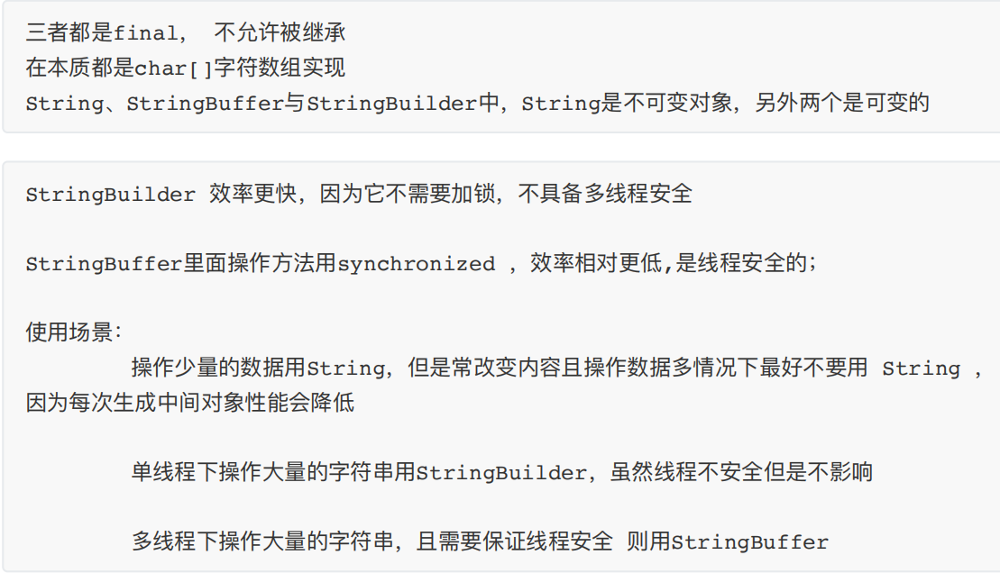 三者都是final， 不允许被继承
在本质都是char[]字符数组实现
String、StringBuffer与StringBuilder中，String是不可变对象，另外两个是可变的
StringBuilder 效率更快，因为它不需要加锁，不具备多线程安全
StringBuffer里面操作方法用synchronized ，效率相对更低,是线程安全的；
使用场景：
操作少量的数据用String，但是常改变内容且操作数据多情况下最好不要用 String ，
因为每次生成中间对象性能会降低
单线程下操作大量的字符串用StringBuilder，虽然线程不安全但是不影响
多线程下操作大量的字符串，且需要保证线程安全 则用StringBuffer